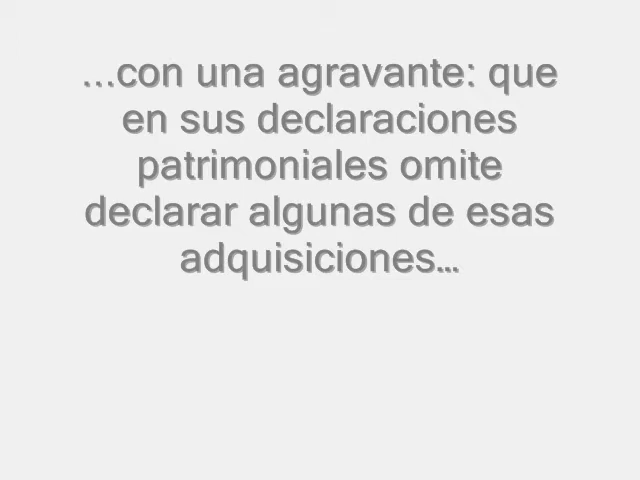 ...con una agravante: que
en sus declaraciones
patrimoniales omite
declarar algunas de esas
adquisiciones...